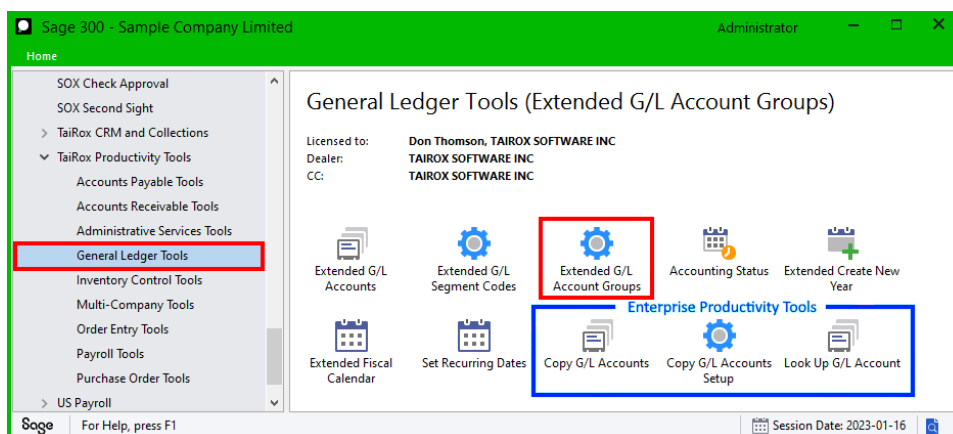 Sage 300 - Sample Company Limited
Administrator
Home
SOX Check Approval
SOX Second Sight
TaiRox CRM and Collections
TaiRox Productivity Tools
Accounts Payable Tools
Accounts Receivable Tools
Administrative Services Tools
General Ledger Tools
Inventory Control Tools
Multi-Company Tools
Order Entry Tools
Payroll Tools
Purchase Order Tools
US Payroll
General Ledger Tools (Extended G/L Account Groups)
Licensed to: Don Thomson, TAIROX SOFTWARE INC
Dealer: TAIROX SOFTWARE INC
CC: TAIROX SOFTWARE INC
Extended G/L
Accounts
Extended G/L
Segment Codes
Extended G/L
Account Groups
Accounting Status
Extended Create New
Year
Enterprise Productivity Tools
Extended Fiscal
Calendar
Set Recurring Dates
Copy G/L Accounts
Copy G/L Accounts
Setup
Look Up G/L Account
Sage
For Help, press F1
Session Date: 2023-01-16